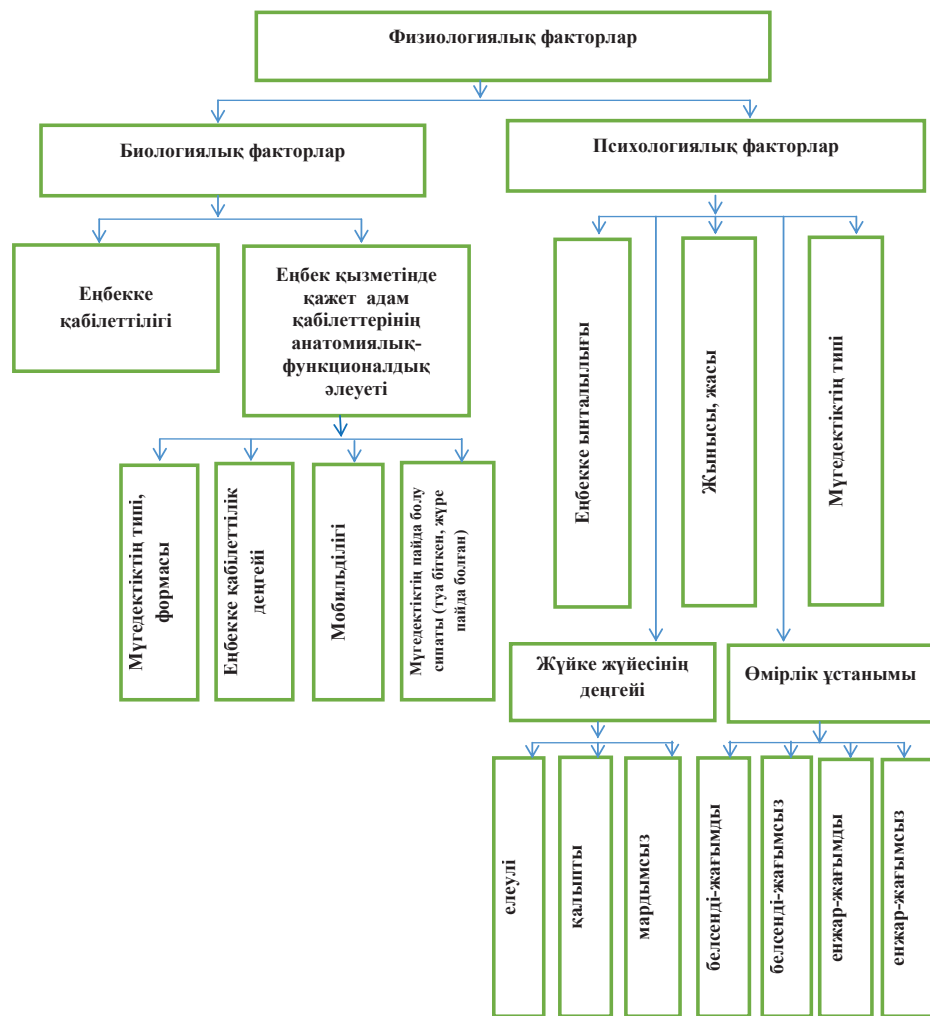 Физиологиялық факторлар
Биологиялық факторлар
Психологиялық факторлар
Еңбекке
қабілеттілігі
Еңбек қызметінде
қажет адам
қабілеттерінің
анатомиялық-
функционалдық
әлеуеті
Еңбекке ынталылығы
Жынысы, жасы
Мүгедектіктің типі
Мүгедектіктің типі,
формасы
Еңбекке қабілеттілік
деңгейі
Мобильділігі
Мүгедектіктің пайда болу
сипаты (туа біткен, жүре
пайда болған)
Жүйке жүйесінің
деңгейі
Өмірлік ұстанымы
елеулі
қалыпты
мардымсыз
белсенді-жағымды
белсенді-жағымсыз
енжар-жағымды
енжар-жағымсыз